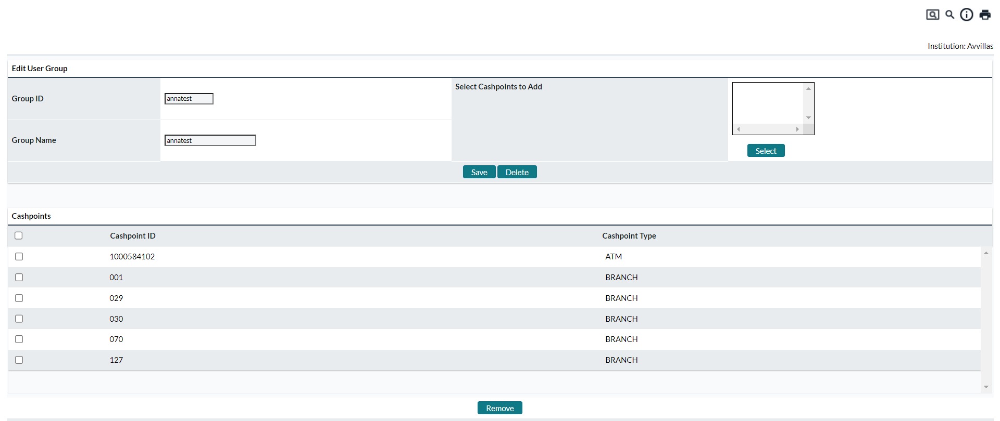 Institution: Avvillas
Edit User Group
Group ID
annatest
Select Cashpoints to Add
Group Name
annatest
Select
Save Delete
Cashpoints
Cashpoint ID Cashpoint Type
1000584102 ATM
001 BRANCH
029 BRANCH
030 BRANCH
070 BRANCH
127 BRANCH
Remove